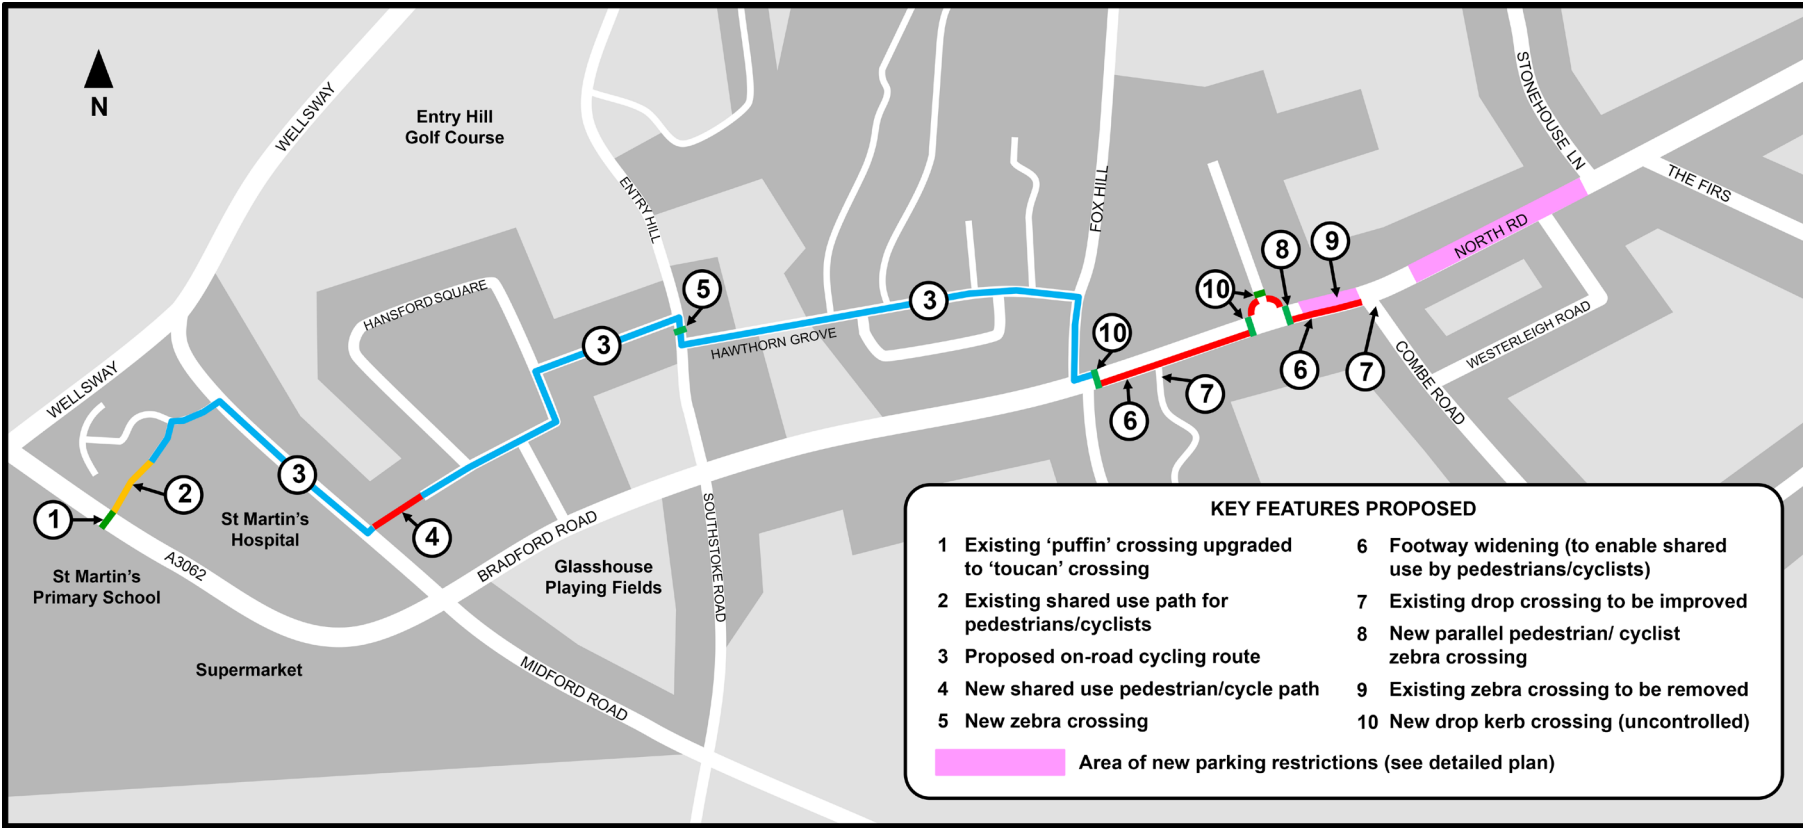 N
WELLSWAY
Entry Hill
Golf Course
ENTRY HILL
FOX HILL
STONEHOUSE LN
THE FIRS
NORTH RD
8
9
10
5
3
HANSFORD SQUARE
3
HAWTHORN GROVE
10
WESTERLEIGH ROAD
COMBE ROAD
6
7
7
6
WELLSWAY
3
2
1
4
St Martin's
Hospital
A3062
St Martin's
Primary School
BRADFORD ROAD
Glasshouse
Playing Fields
SOUTHSTOKE ROAD
Supermarket
MIDFORD ROAD
KEY FEATURES PROPOSED
1 Existing 'puffin' crossing upgraded
to 'toucan' crossing
2 Existing shared use path for
pedestrians/cyclists
3 Proposed on-road cycling route
4 New shared use pedestrian/cycle path
5 New zebra crossing
6 Footway widening (to enable shared
use by pedestrians/cyclists)
7 Existing drop crossing to be improved
8 New parallel pedestrian/ cyclist
zebra crossing
9 Existing zebra crossing to be removed
10 New drop kerb crossing (uncontrolled)
Area of new parking restrictions (see detailed plan)